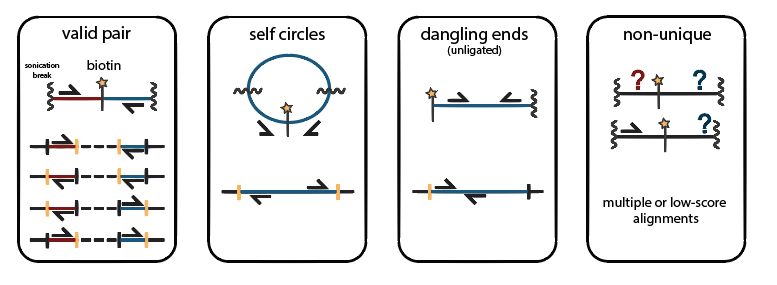 valid pair
sonication
break
biotin
self circles
dangling ends
(unligated)
non-unique
? ?
?
multiple or low-score
alignments